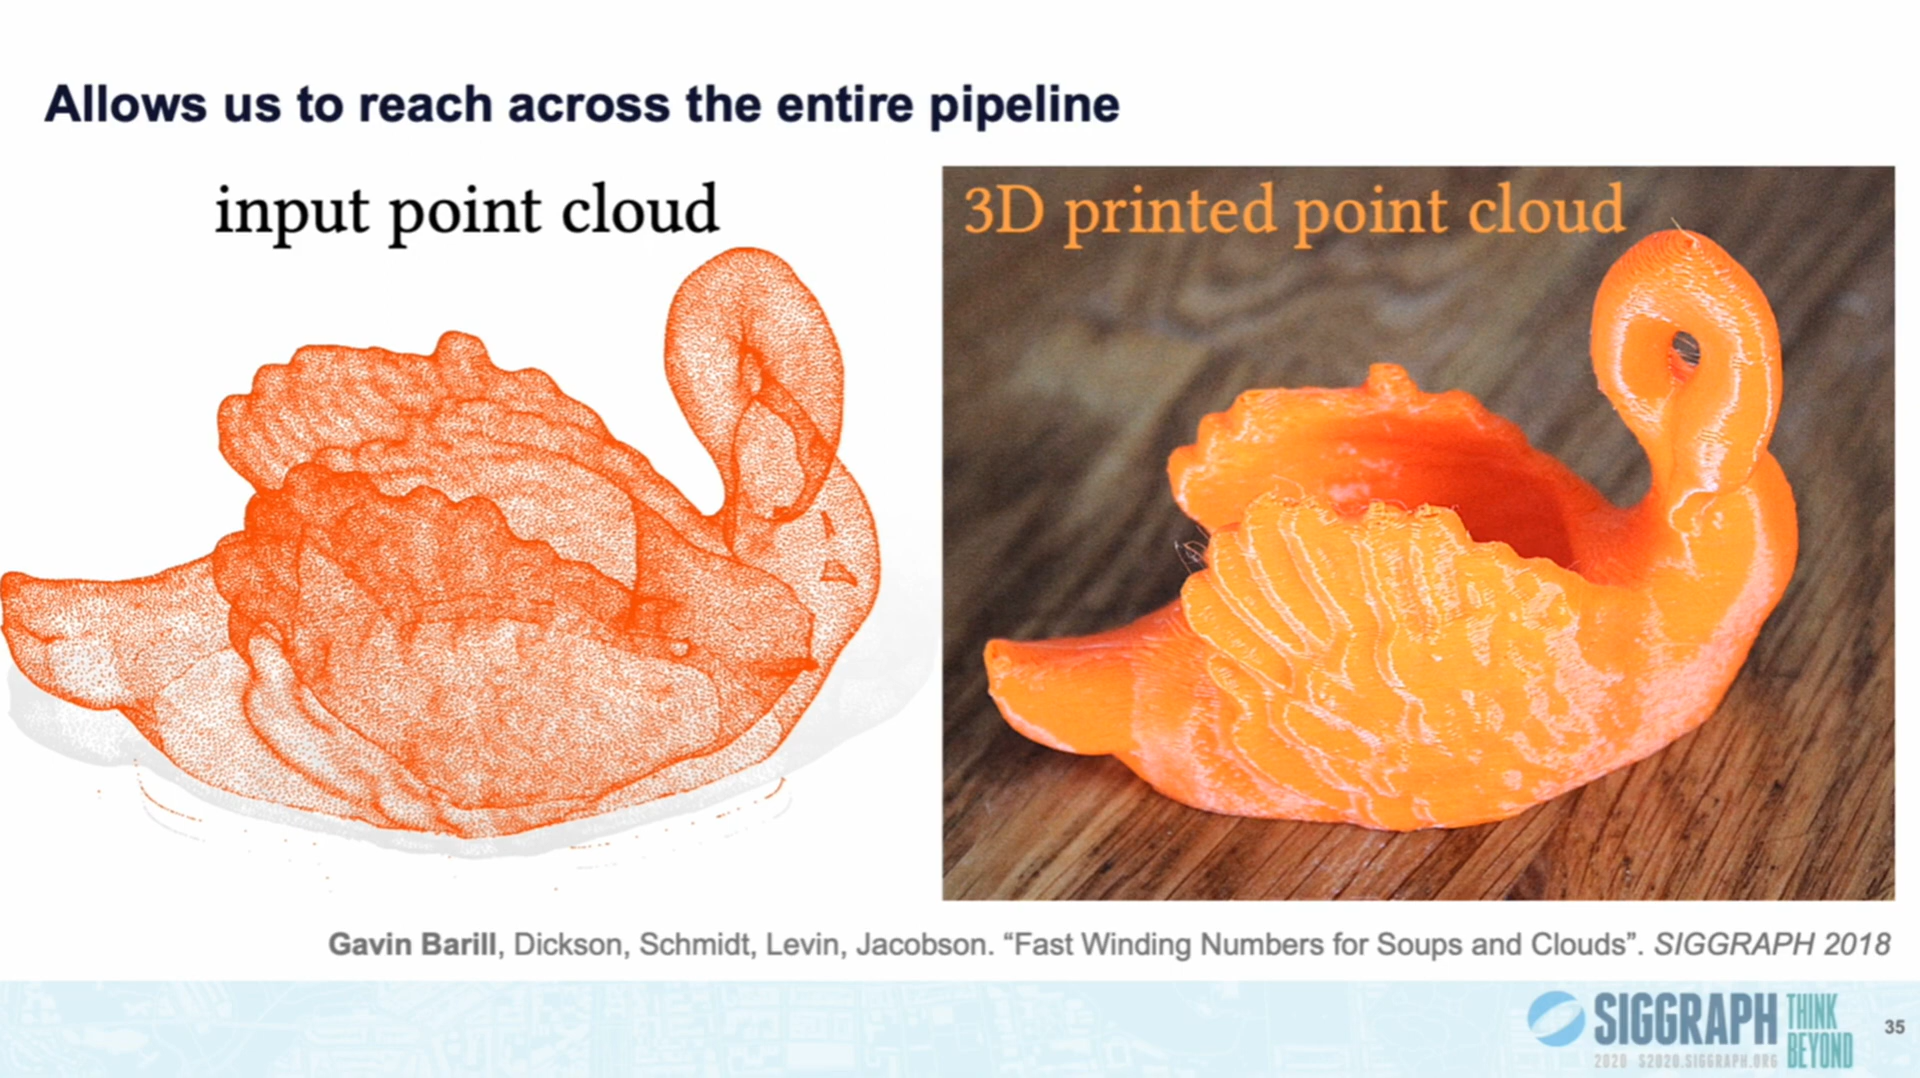 Allows us to reach across the entire pipeline
input point cloud
3D printed point cloud
Gavin Barill, Dickson, Schmidt, Levin, Jacobson. “Fast Winding Numbers for Soups and Clouds”. SIGGRAPH 2018
SIGGRAPH
THINK
BEYOND
2020 S2020.SIGGRAPH.ORG
35